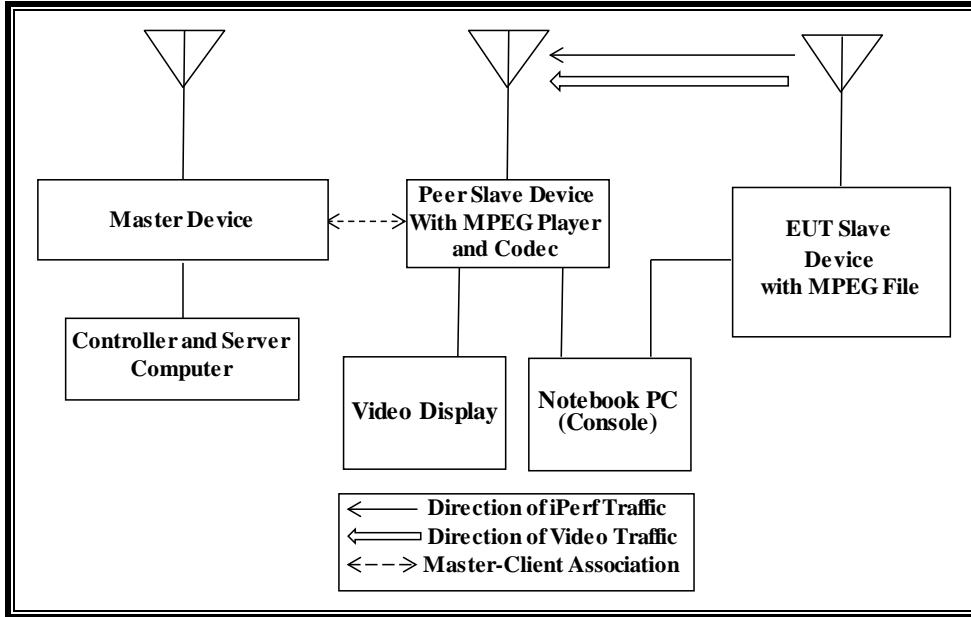 Master Device
Peer Slave Device
With MPEG Player
and Codec
EUT Slave
Device
with MPEG File
Controller and Server
Computer
Video Display
Notebook PC
(Console)
Direction of iPerf Traffic
Direction of Video Traffic
Master-Client Association